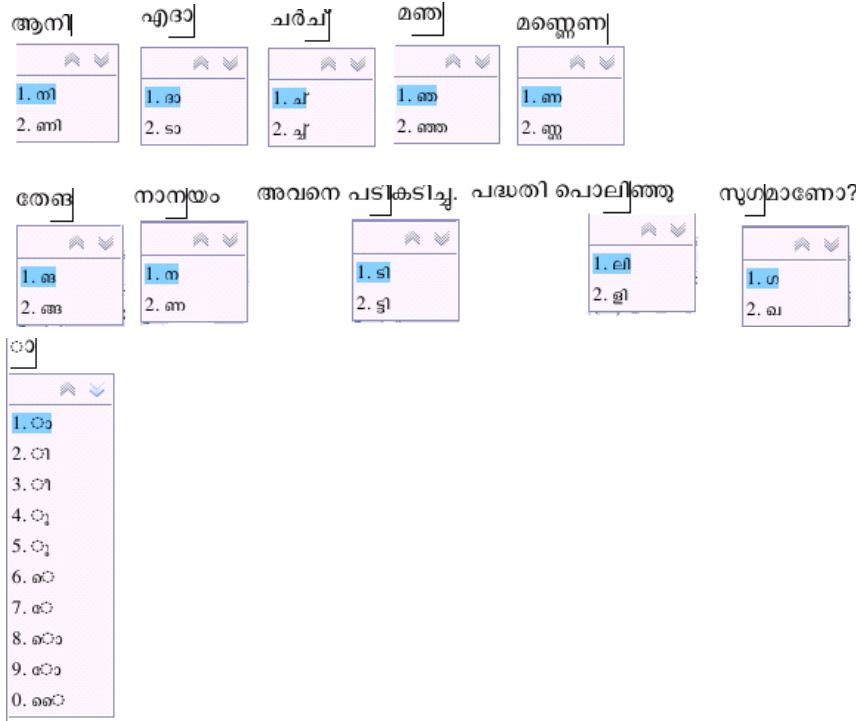 ആനി
1. നി
2. ണി
എദാ
1. ദാ
2. ടാ
ചർച്
1. ച്
2. ച്ച്
മഞ
1. ഞ
2. ഞ്ഞ
മണ്ണെണ
1. ണ
2. ണ്ണ
തേങ
1. ങ
2. ങ്ങ
നാനയം
1. ന
2. ണ
അവനെ പടികടിച്ചു.
1. ടി
2. ട്ടി
പദ്ധതി പൊലിഞ്ഞു
1. ലി
2. ളി
സുഗമാണോ?
1. ഗ
2. ഖ
ാ
1. ാ
2. ി
3. ീ
4. ു
5. ൂ
6. െ
7. േ
8. ൊ
9. ോ
0. ൈ